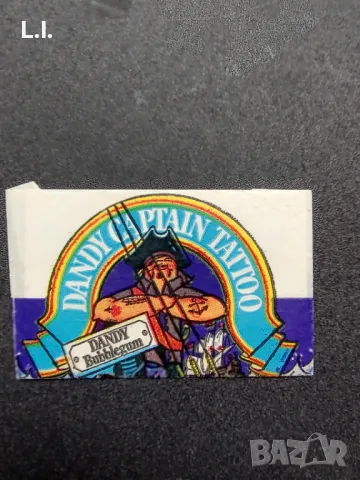 L.I.
DANDY CAPTAIN TATTOO
DANDY
Bubblegum
BAZAR